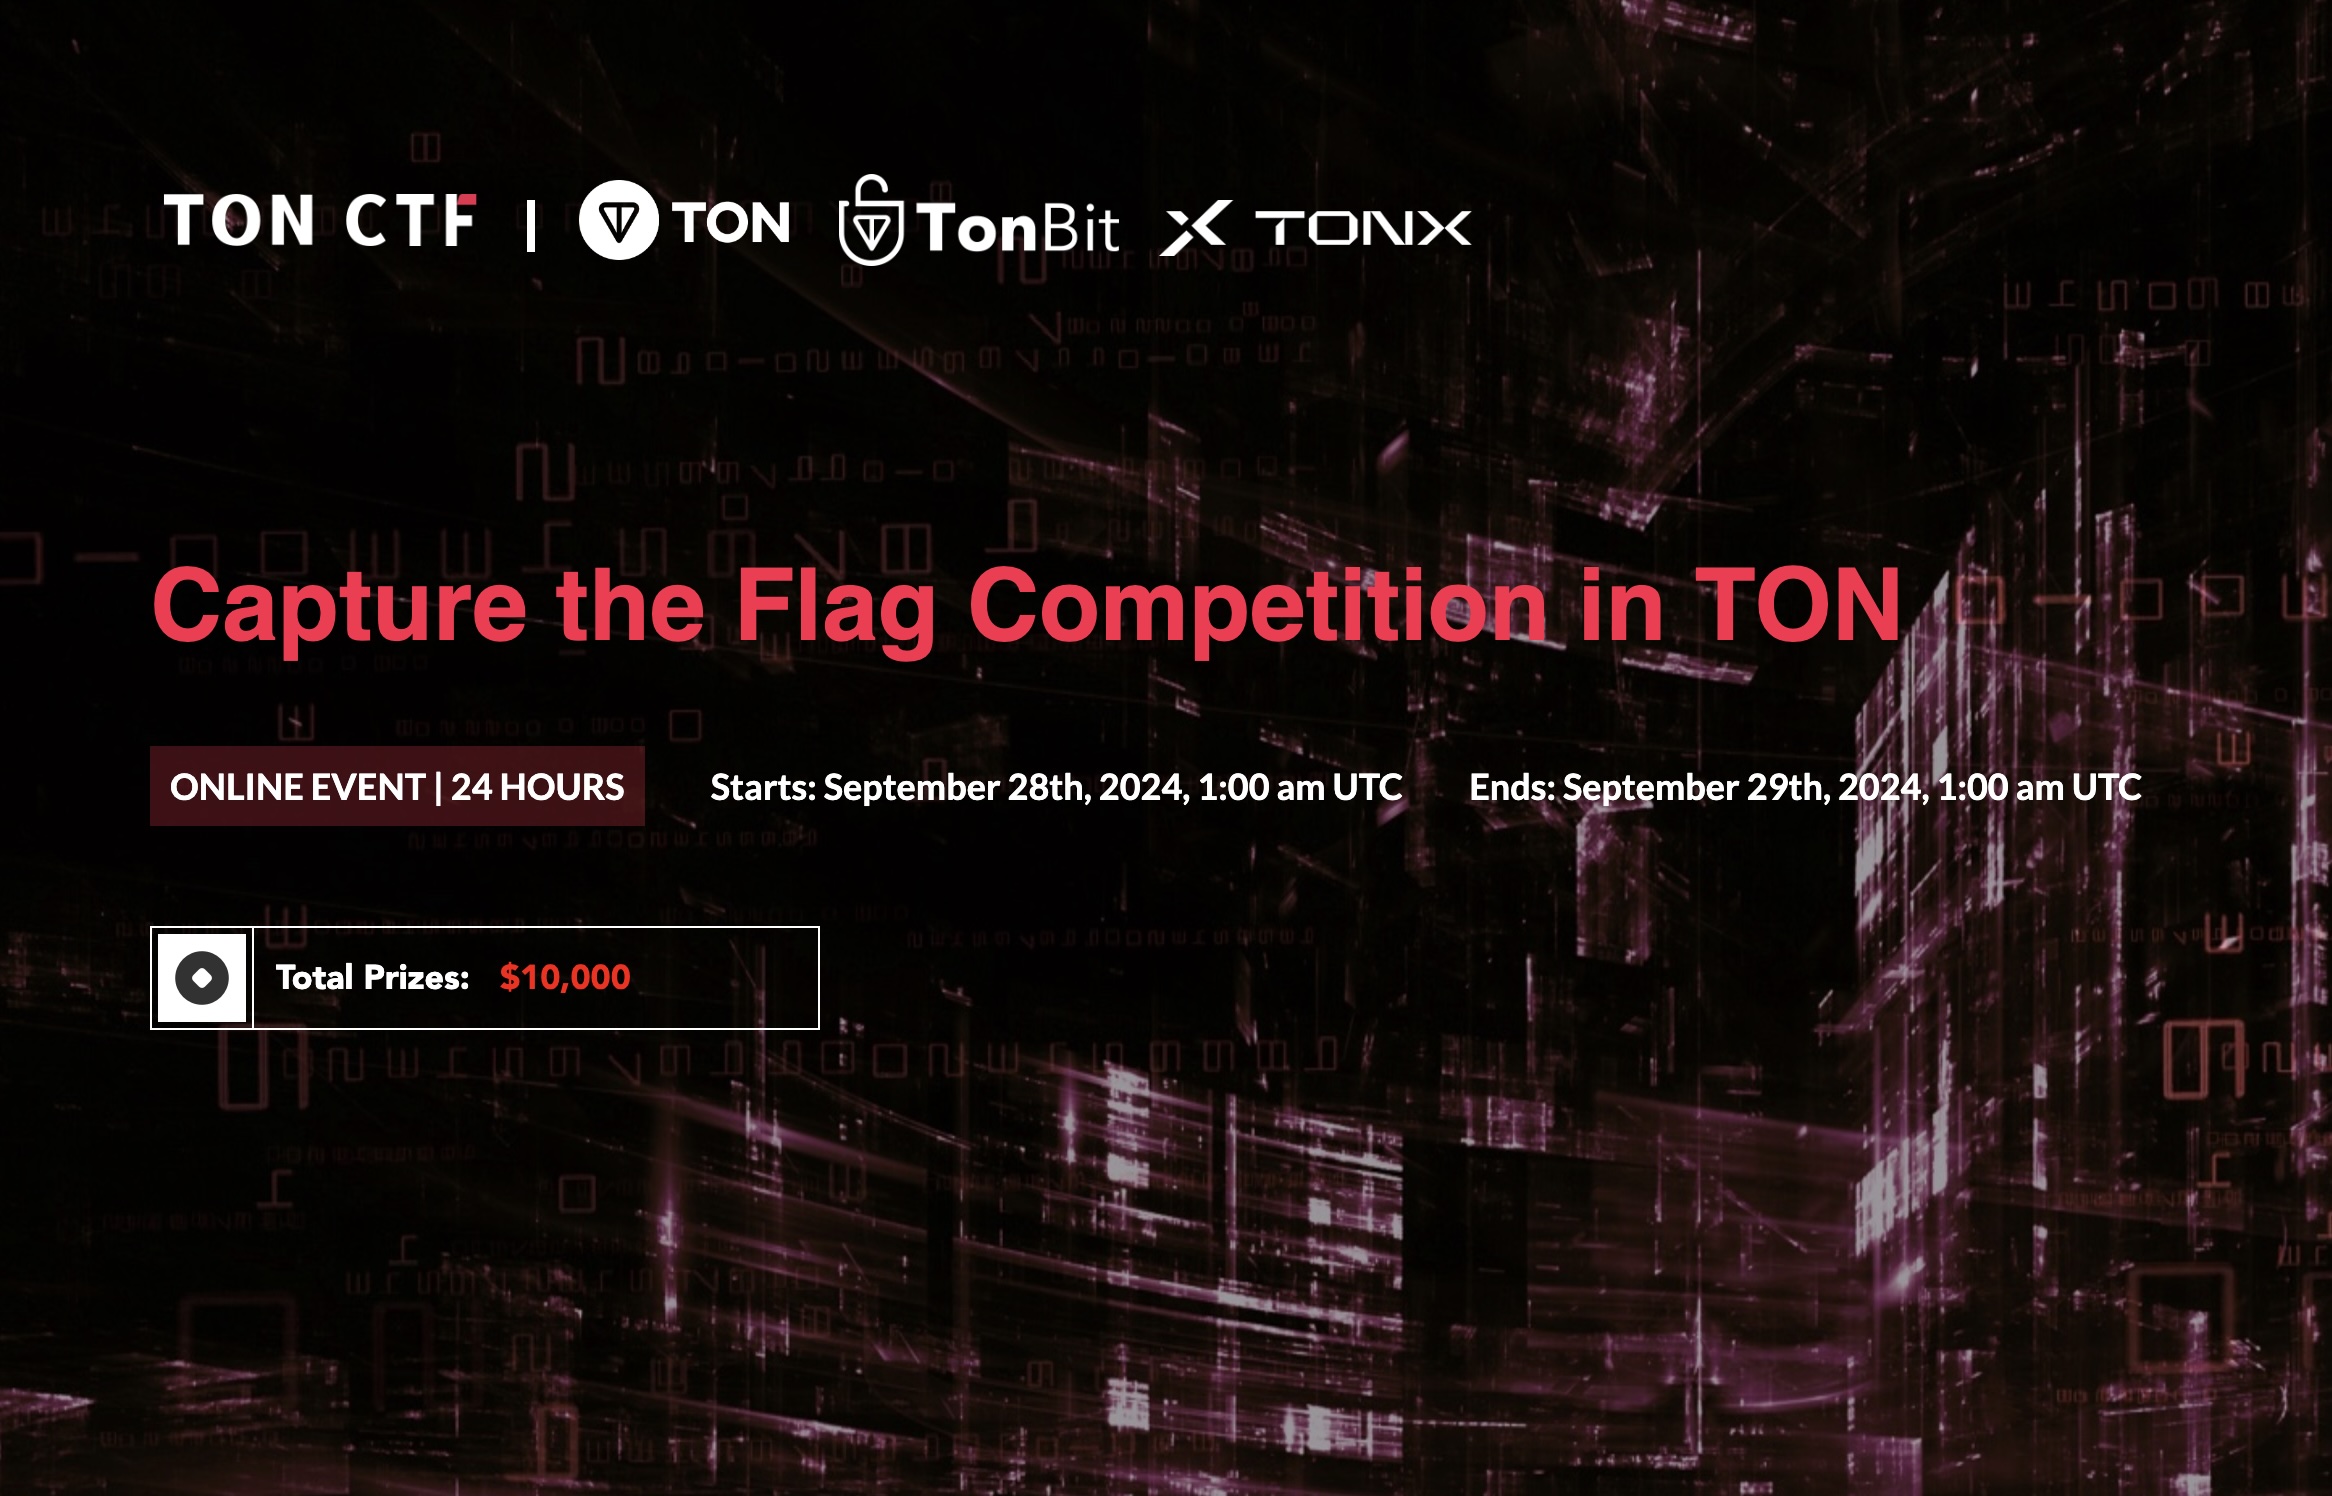 TON CTF | TON TonBit TONX
Capture the Flag Competition in TON
ONLINE EVENT | 24 HOURS Starts: September 28th, 2024, 1:00 am UTC Ends: September 29th, 2024, 1:00 am UTC
Total Prizes: $10,000